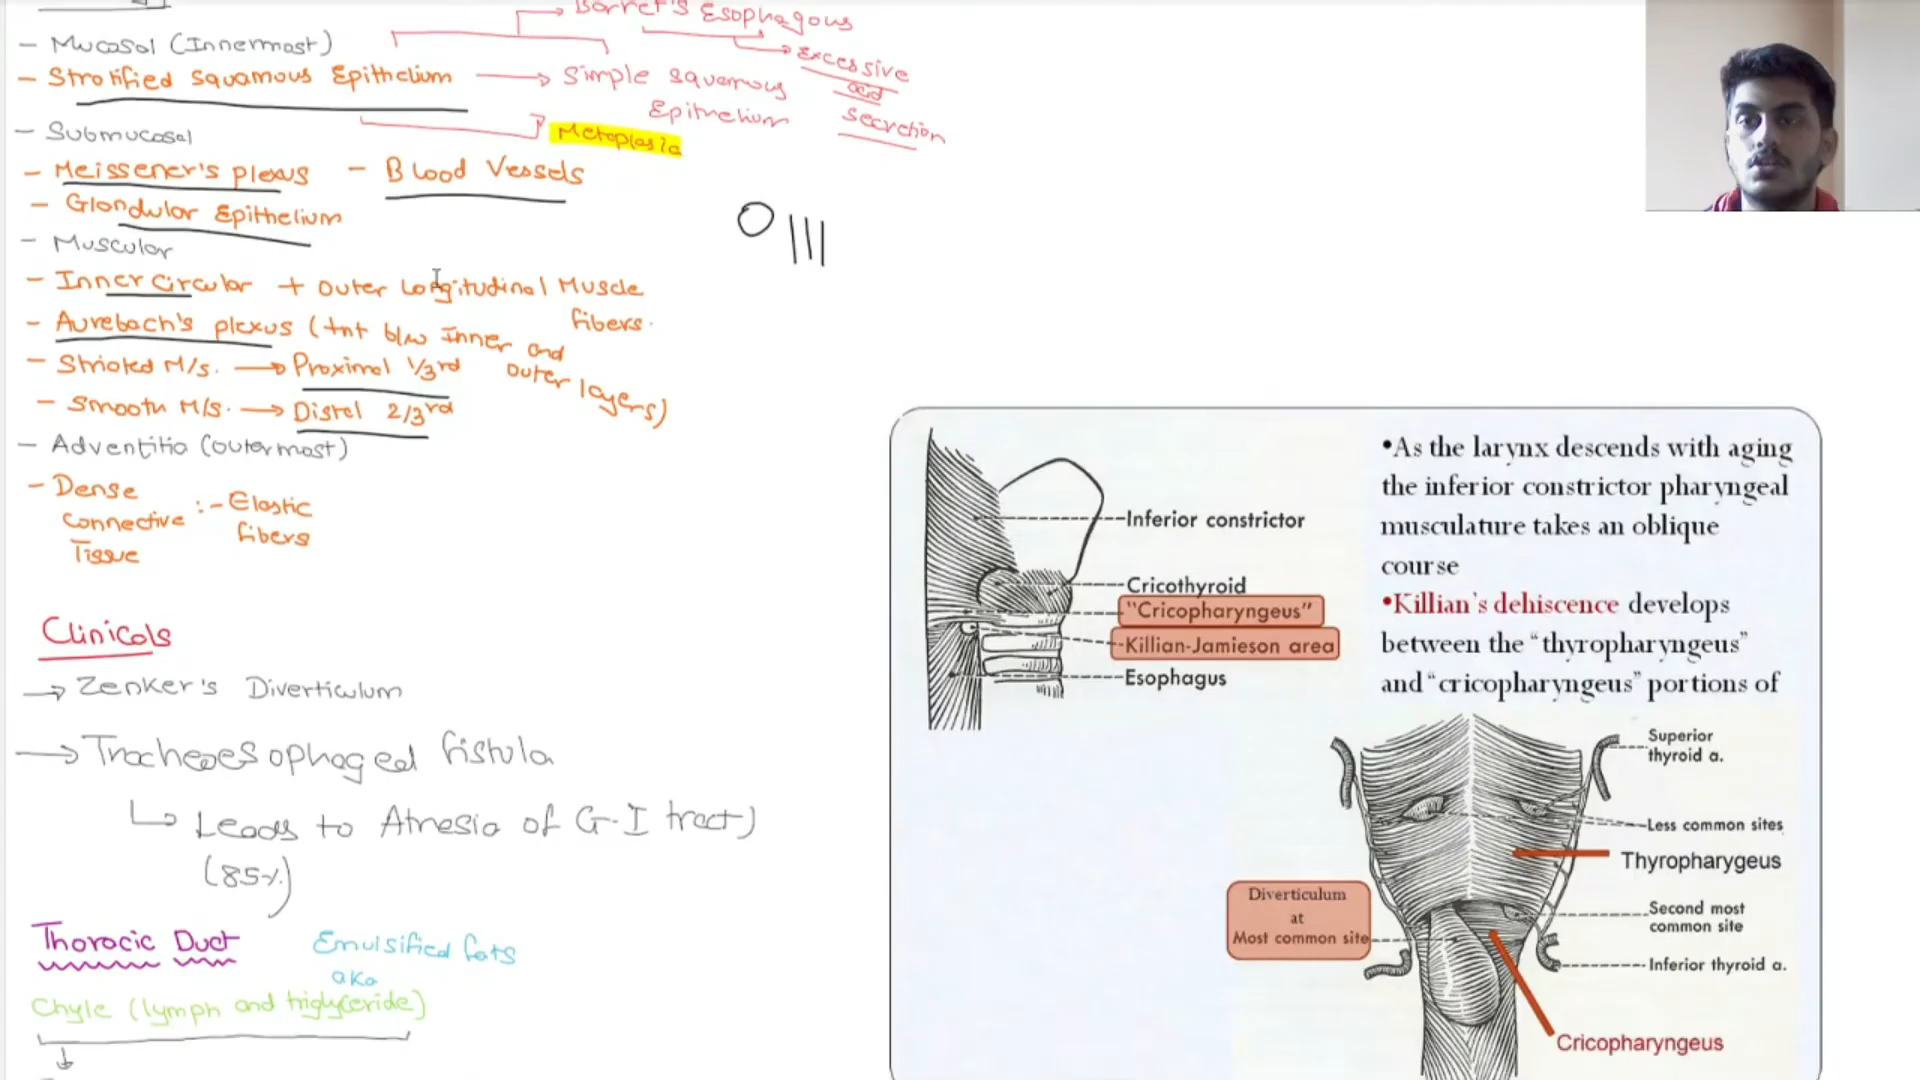 Barret's Esophagous
- Mucosal (Innermost)
Excessive
acid
secretion
- Stratified Squamous Epithelium → Simple squamous
Epithelium
Metaplasia
- Submucosal
- Meissener's plexus - Blood Vessels
- Glandular Epithelium
- Muscular
- Inner Circular + Outer Longitudinal Muscle
fibers.
- Aurebach's plexus (tnt b/w Inner and
outer layers)
- Striated M/s. → Proximal 1/3rd
- Smooth M/s. → Distal 2/3rd
- Adventitia (outermost)
- Dense
Connective
Tissue
:- Elastic
fibers
Clinicals
→ Zenker's Diverticulum
→ Tracheoesophageal fistula
↳ Leads to Atresia of G-I tract)
(85%)
Thoracic Duct
Emulsified fats
aka
Chyle (lymph and triglyceride)
Inferior constrictor
Cricothyroid
"Cricopharyngeus"
Killian-Jamieson area
Esophagus
•As the larynx descends with aging
the inferior constrictor pharyngeal
musculature takes an oblique
course
•Killian's dehiscence develops
between the "thyropharyngeus"
and "cricopharyngeus" portions of
Superior
thyroid a.
Less common sites
Thyropharygeus
Diverticulum
at
Most common site
Second most
common site
Inferior thyroid a.
Cricopharyngeus